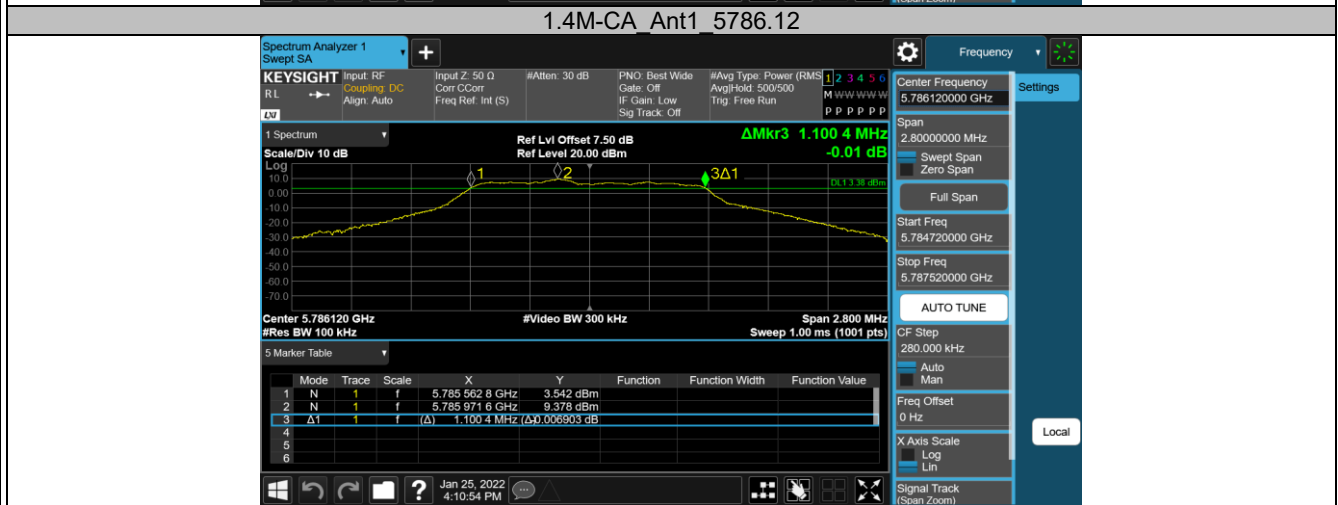 (Span Zoom)
1.4M-CA_Ant1_5786.12
Spectrum Analyzer 1
Swept SA
Frequency
KEYSIGHT
RL
LXI
Input: RF
Coupling: DC
Align: Auto
Input Z: 50 Ω
Corr CCorr
Freq Ref: Int (S)
#Atten: 30 dB
PNO: Best Wide
Gate: Off
IF Gain: Low
Sig Track: Off
#Avg Type: Power (RMS
Avg|Hold: 500/500
Trig: Free Run
1 2 3 4 5 6
M W W W W W
P P P P P P
1 Spectrum
Scale/Div 10 dB
Ref Lvl Offset 7.50 dB
Ref Level 20.00 dBm
ΔMkr3 1.100 4 MHz
-0.01 dB
Log
10.0
0.00
-10.0
-20.0
-30.0
-40.0
-50.0
-60.0
-70.0
1
2
3Δ1
DL1 3.38 dBm
Center 5.786120 GHz
#Res BW 100 kHz
#Video BW 300 kHz
Span 2.800 MHz
Sweep 1.00 ms (1001 pts)
5 Marker Table
Mode Trace Scale X Y Function Function Width Function Value
1 N 1 f 5.785 562 8 GHz 3.542 dBm
2 N 1 f 5.785 971 6 GHz 9.378 dBm
3 Δ1 1 f (Δ) 1.100 4 MHz (Δ) -0.006903 dB
4
5
6
?
Jan 25, 2022
4:10:54 PM
Center Frequency
5.786120000 GHz
Span
2.80000000 MHz
Swept Span
Zero Span
Full Span
Start Freq
5.784720000 GHz
Stop Freq
5.787520000 GHz
AUTO TUNE
CF Step
280.000 kHz
Auto
Man
Freq Offset
0 Hz
X Axis Scale
Log
Lin
Signal Track
(Span Zoom)
Settings
Local